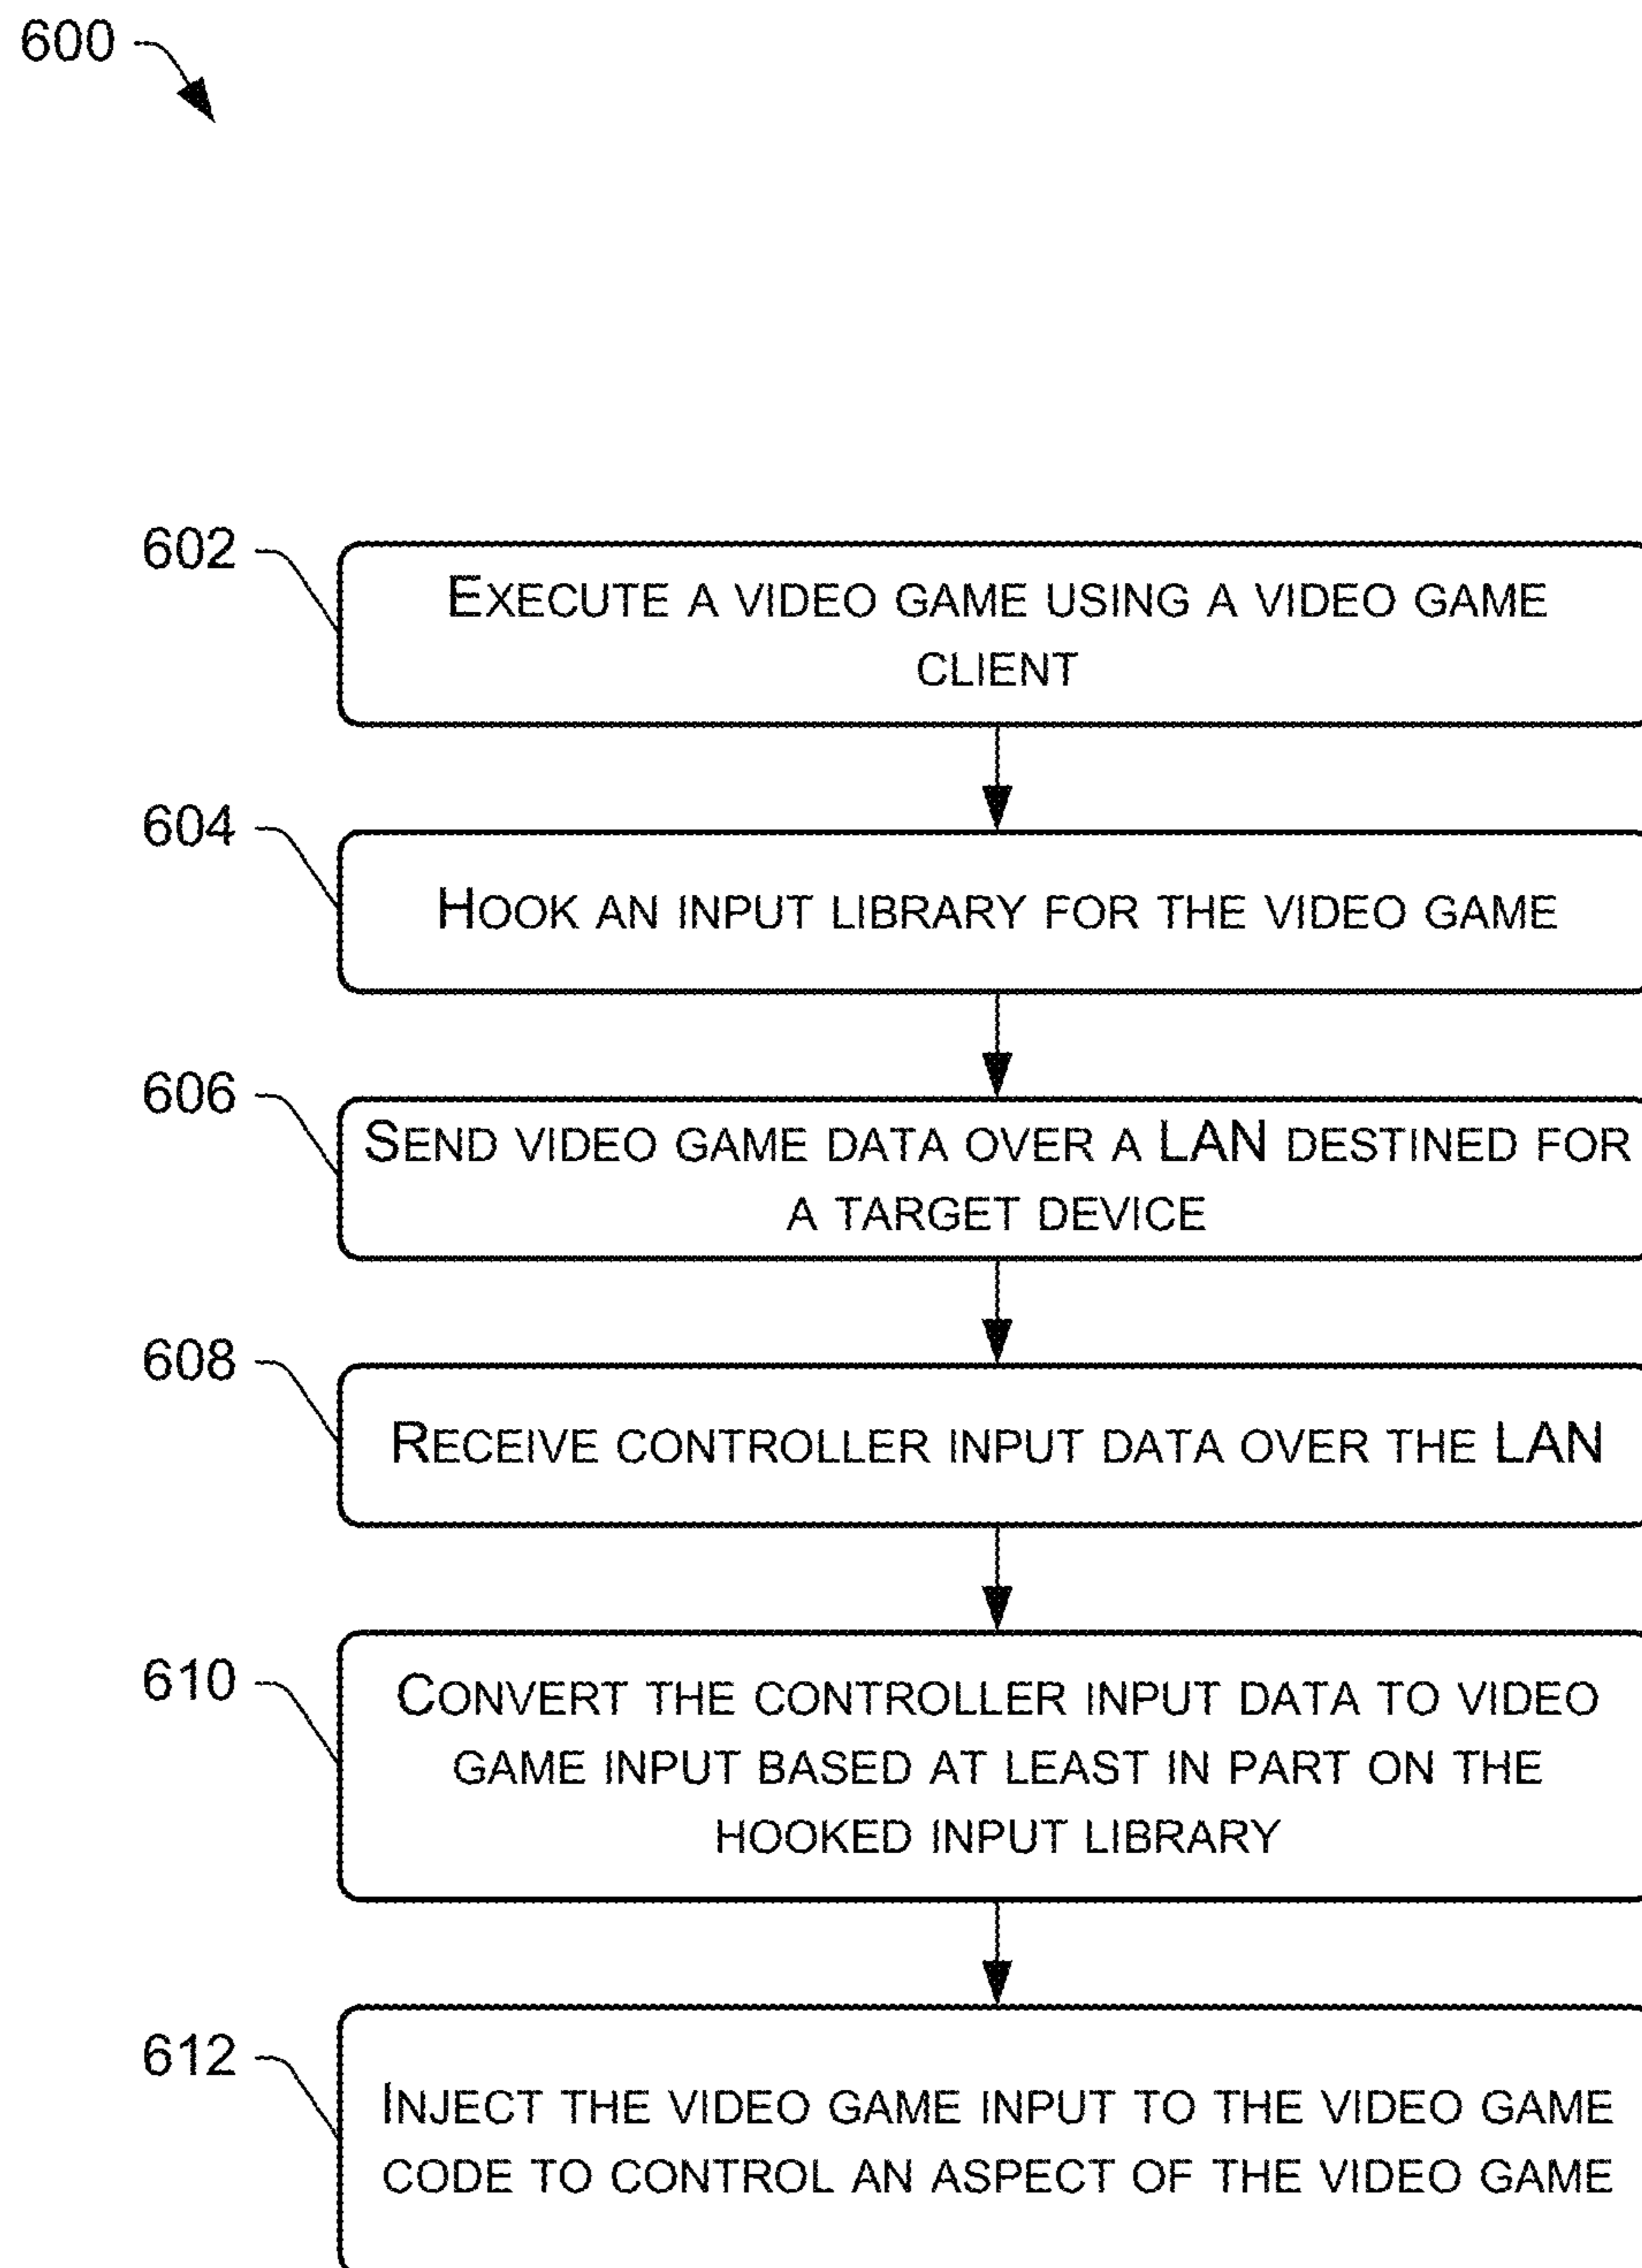 600
602
EXECUTE A VIDEO GAME USING A VIDEO GAME
CLIENT
604
HOOK AN INPUT LIBRARY FOR THE VIDEO GAME
606
SEND VIDEO GAME DATA OVER A LAN DESTINED FOR
A TARGET DEVICE
608
RECEIVE CONTROLLER INPUT DATA OVER THE LAN
610
CONVERT THE CONTROLLER INPUT DATA TO VIDEO
GAME INPUT BASED AT LEAST IN PART ON THE
HOOKED INPUT LIBRARY
612
INJECT THE VIDEO GAME INPUT TO THE VIDEO GAME
CODE TO CONTROL AN ASPECT OF THE VIDEO GAME